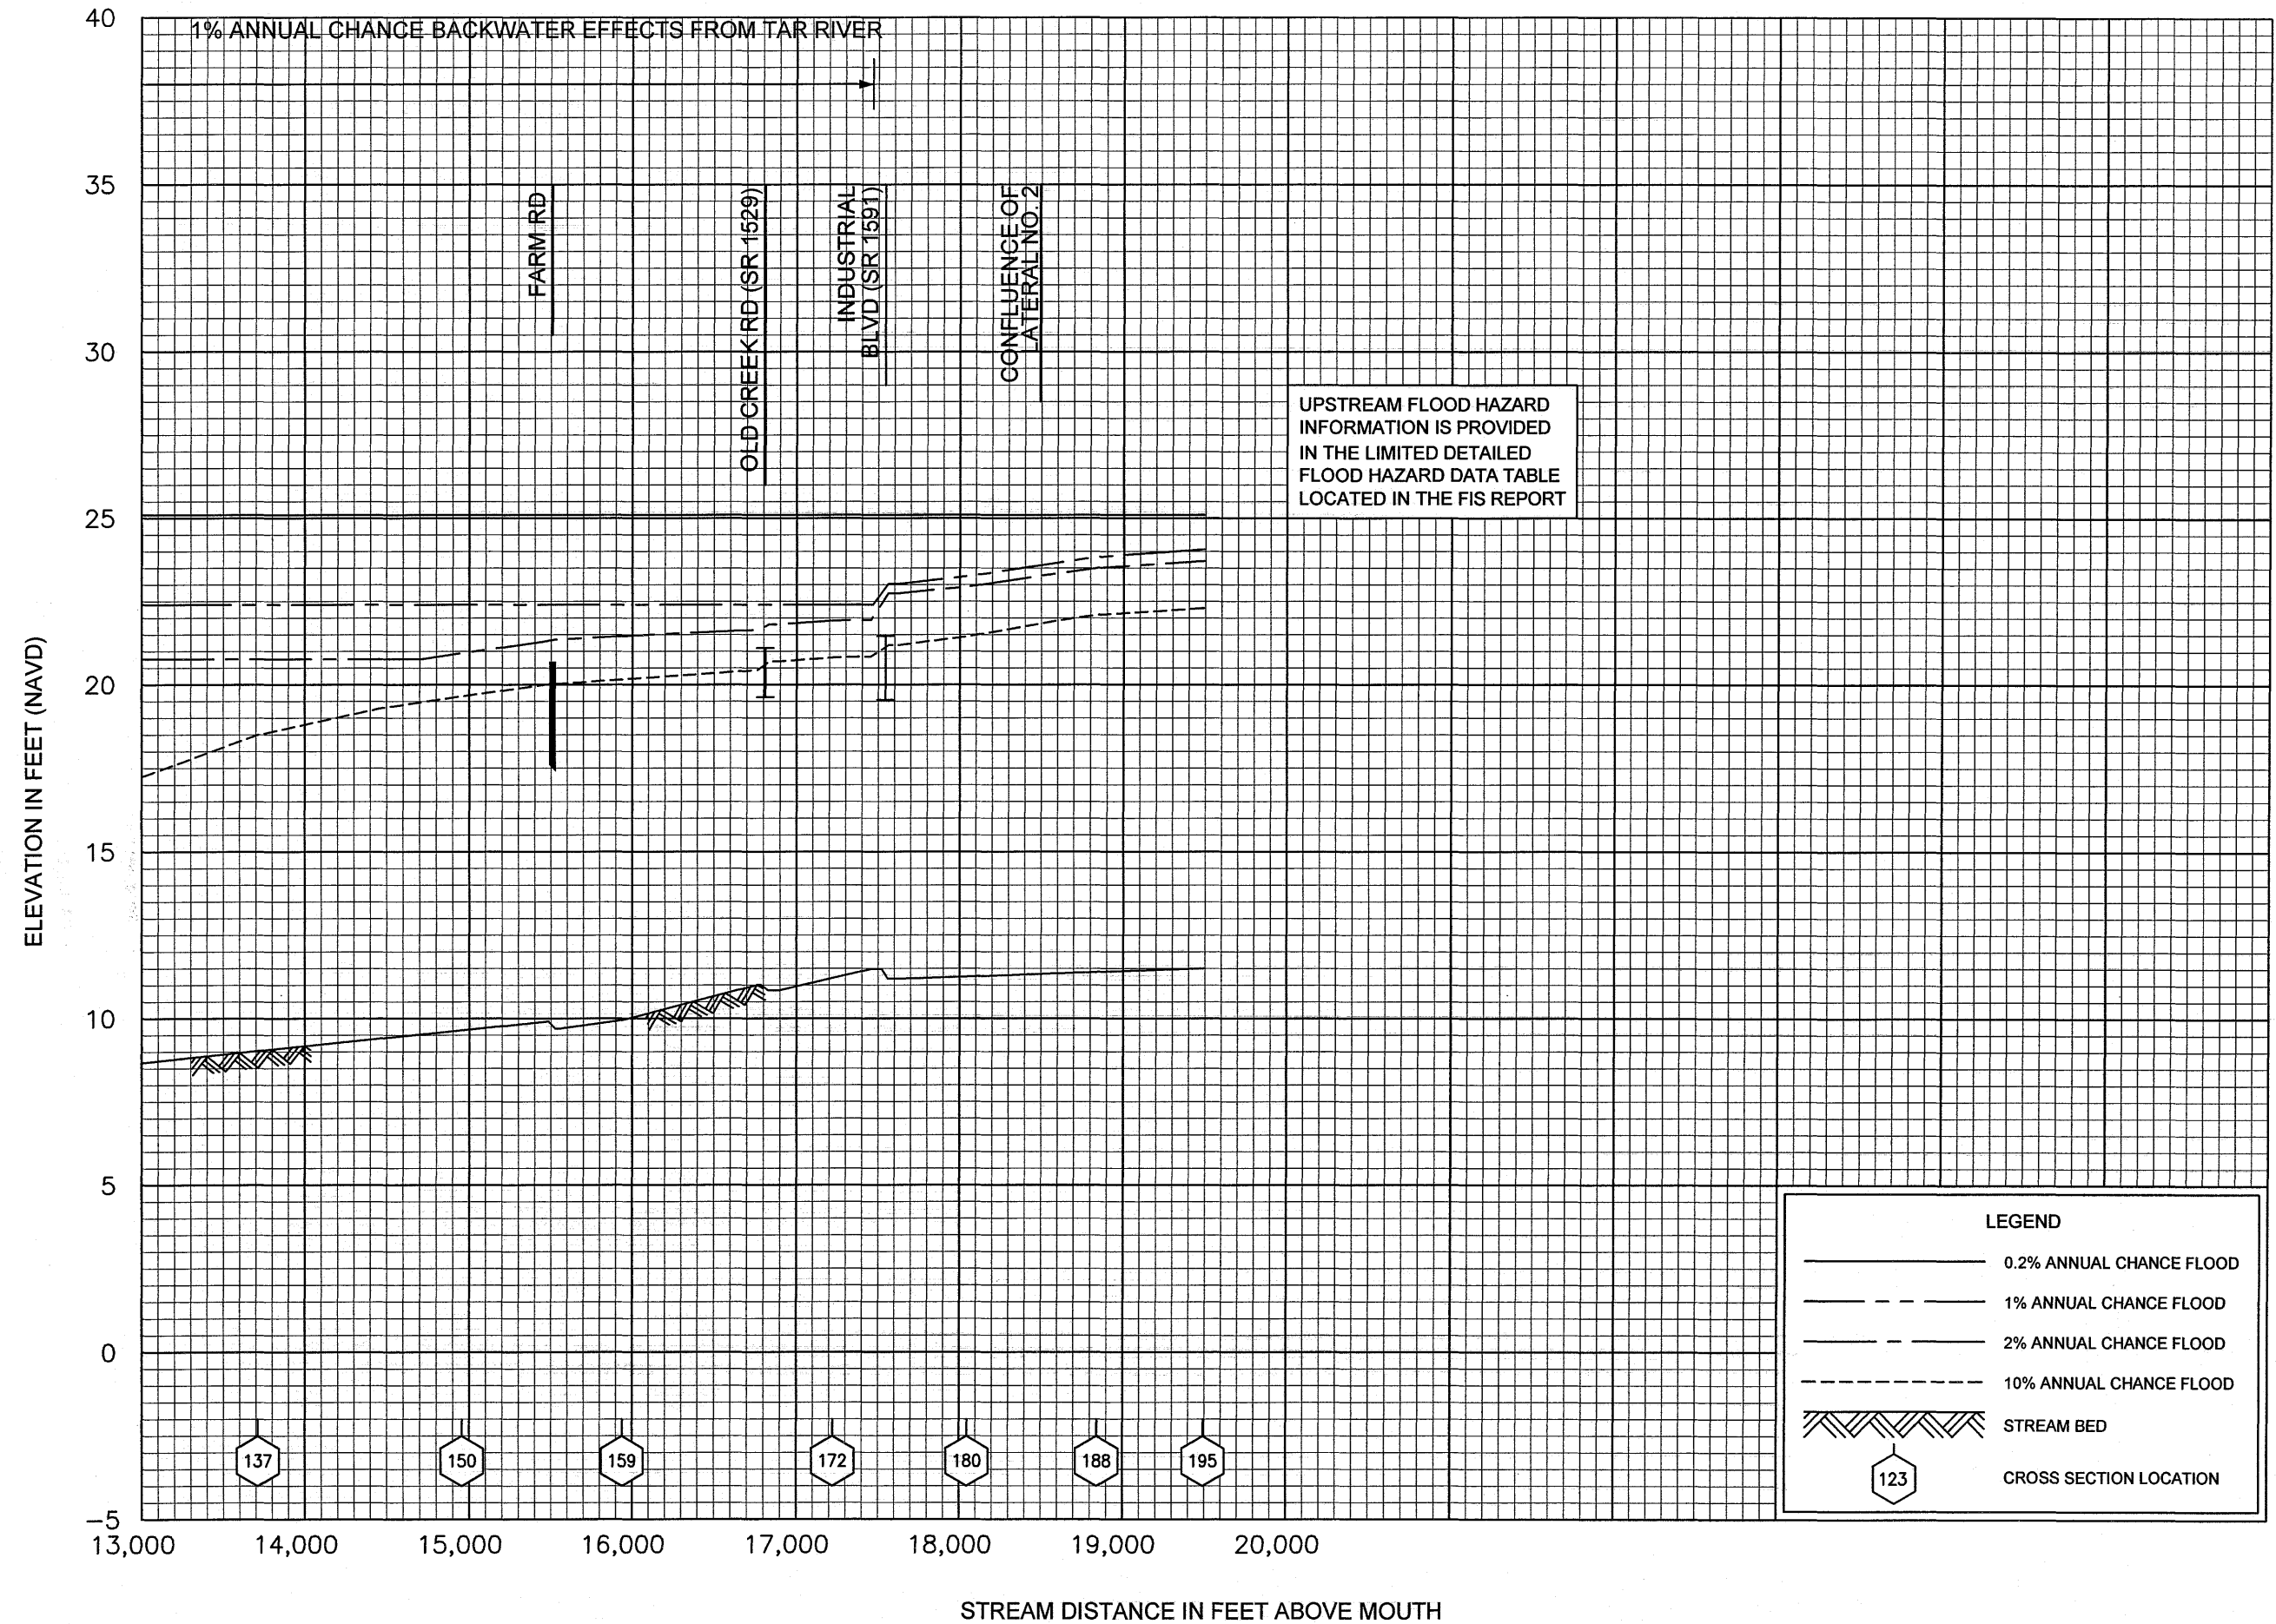 1% ANNUAL CHANCE BACKWATER EFFECTS FROM TAR RIVER
40
35
30
25
20
15
10
5
0
-5
ELEVATION IN FEET (NAVD)
FARM RD
OLD CREEK RD (SR 1529)
INDUSTRIAL
BLVD (SR 1591)
CONFLUENCE OF
LATERAL NO. 2
UPSTREAM FLOOD HAZARD
INFORMATION IS PROVIDED
IN THE LIMITED DETAILED
FLOOD HAZARD DATA TABLE
LOCATED IN THE FIS REPORT
LEGEND
0.2% ANNUAL CHANCE FLOOD
1% ANNUAL CHANCE FLOOD
2% ANNUAL CHANCE FLOOD
10% ANNUAL CHANCE FLOOD
STREAM BED
123 CROSS SECTION LOCATION
137 150 159 172 180 188 195
13,000 14,000 15,000 16,000 17,000 18,000 19,000 20,000
STREAM DISTANCE IN FEET ABOVE MOUTH